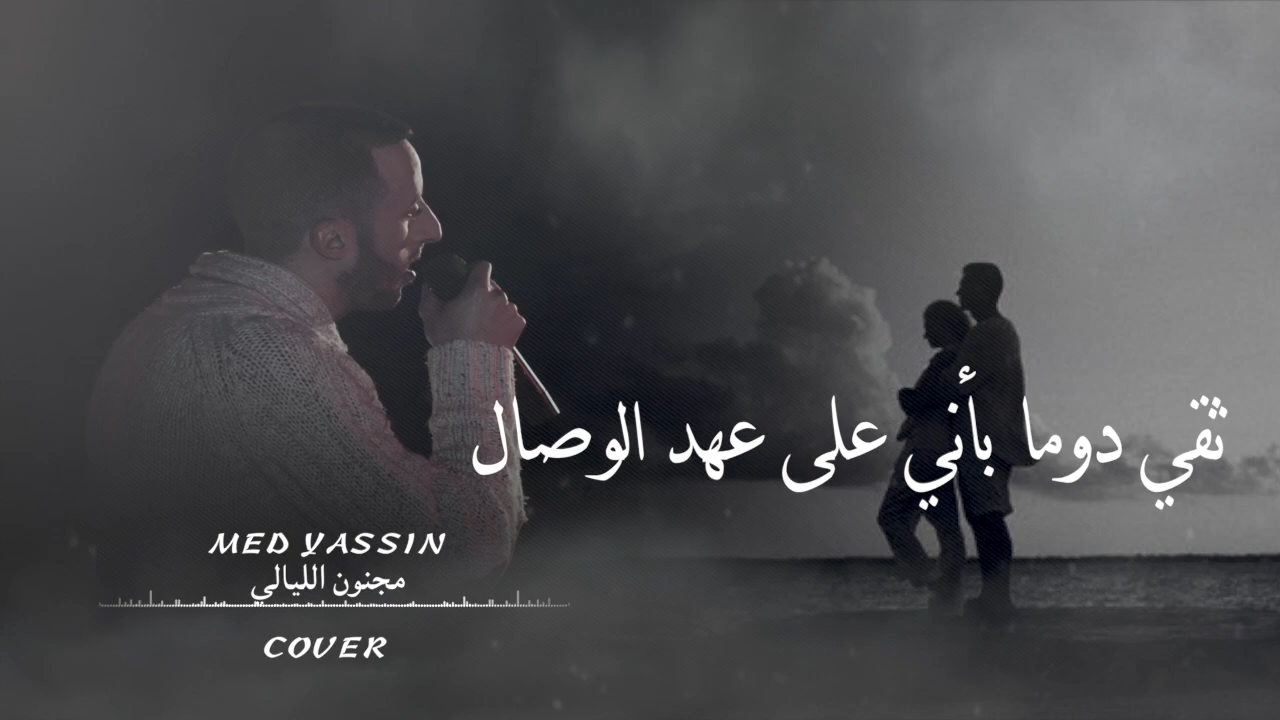 ثقي دوما بأني على عهد الوصال
MED YASSIN
مجنون الليالي
COVER